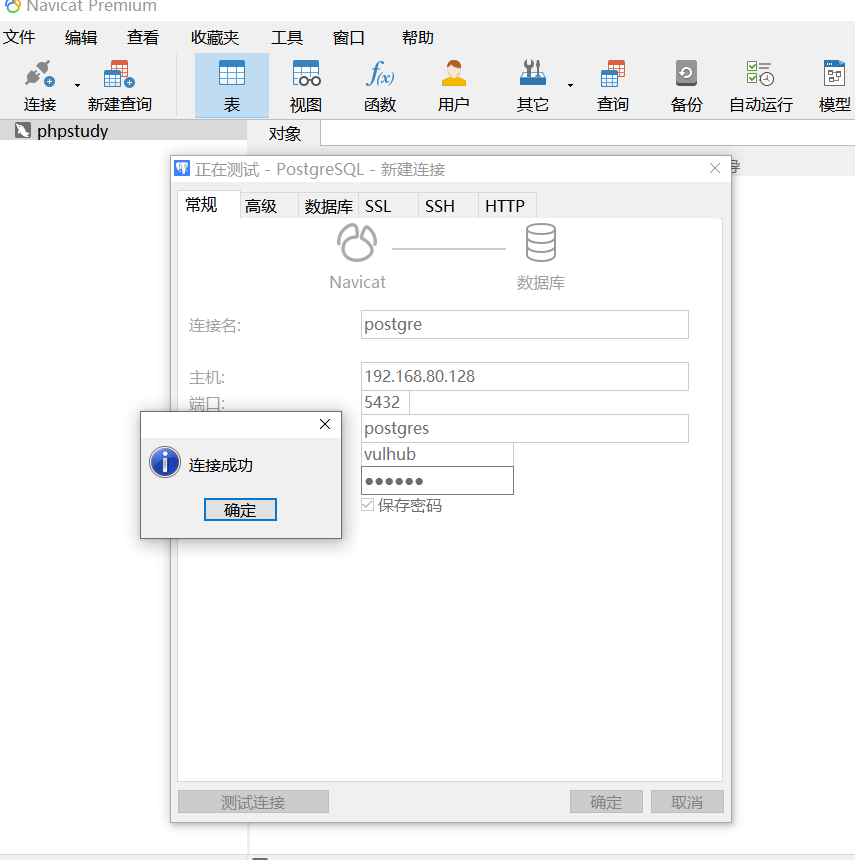 Navicat Premium
文件 编辑 查看 收藏夹 工具 窗口 帮助
连接 新建查询 表 视图 函数 用户 其它 查询 备份 自动运行 模型
phpstudy 对象
正在测试 - PostgreSQL - 新建连接
常规 高级 数据库 SSL SSH HTTP
Navicat 数据库
连接名: postgre
主机: 192.168.80.128
端口: 5432
postgres
vulhub
●●●●●●
保存密码
连接成功
确定
测试连接 确定 取消